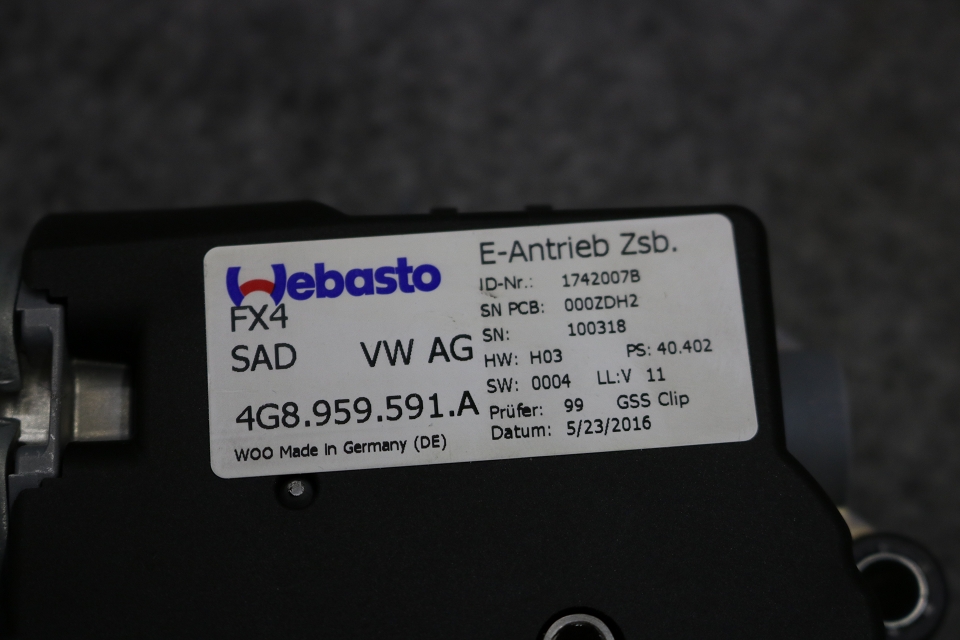 Webasto
FX4
SAD VW AG
4G8.959.591.A
WOO Made in Germany (DE)
E-Antrieb Zsb.
ID-Nr.: 1742007B
SN PCB: 000ZDH2
SN: 100318
HW: H03 PS: 40.402
SW: 0004 LL:V 11
Prüfer: 99 GSS Clip
Datum: 5/23/2016